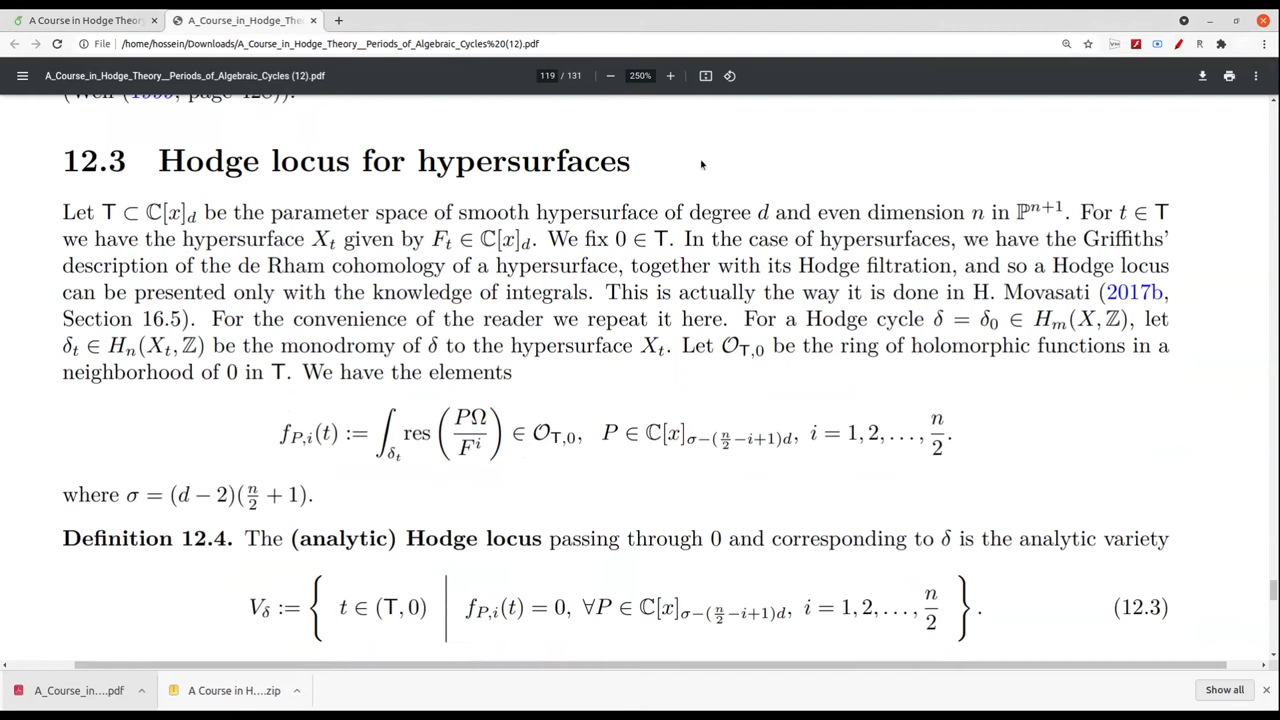 A Course in Hodge Theory
A_Course_in_Hodge_The
File /home/hossein/Downloads/A_Course_in_Hodge_Theory__Periods_of_Algebraic_Cycles%20(12).pdf
A_Course_in_Hodge_Theory__Periods_of_Algebraic_Cycles (12).pdf 119 / 131 250%
12.3 Hodge locus for hypersurfaces
Let T ⊂ ℂ[x]_d be the parameter space of smooth hypersurface of degree d and even dimension n in ℙ^{n+1}. For t ∈ T
we have the hypersurface X_t given by F_t ∈ ℂ[x]_d. We fix 0 ∈ T. In the case of hypersurfaces, we have the Griffiths'
description of the de Rham cohomology of a hypersurface, together with its Hodge filtration, and so a Hodge locus
can be presented only with the knowledge of integrals. This is actually the way it is done in H. Movasati (2017b,
Section 16.5). For the convenience of the reader we repeat it here. For a Hodge cycle δ = δ_0 ∈ H_m(X, ℤ), let
δ_t ∈ H_n(X_t, ℤ) be the monodromy of δ to the hypersurface X_t. Let 𝒪_{T,0} be the ring of holomorphic functions in a
neighborhood of 0 in T. We have the elements
f_{P,i}(t) := ∫_{δ_t} res (PΩ/F^i) ∈ 𝒪_{T,0}, P ∈ ℂ[x]_{σ−(n/2−i+1)d}, i = 1, 2, . . . , n/2.
where σ = (d − 2)(n/2 + 1).
Definition 12.4. The (analytic) Hodge locus passing through 0 and corresponding to δ is the analytic variety
V_δ := { t ∈ (T, 0) | f_{P,i}(t) = 0, ∀P ∈ ℂ[x]_{σ−(n/2−i+1)d}, i = 1, 2, . . . , n/2 }. (12.3)
A_Course_in....pdf A Course in H....zip Show all